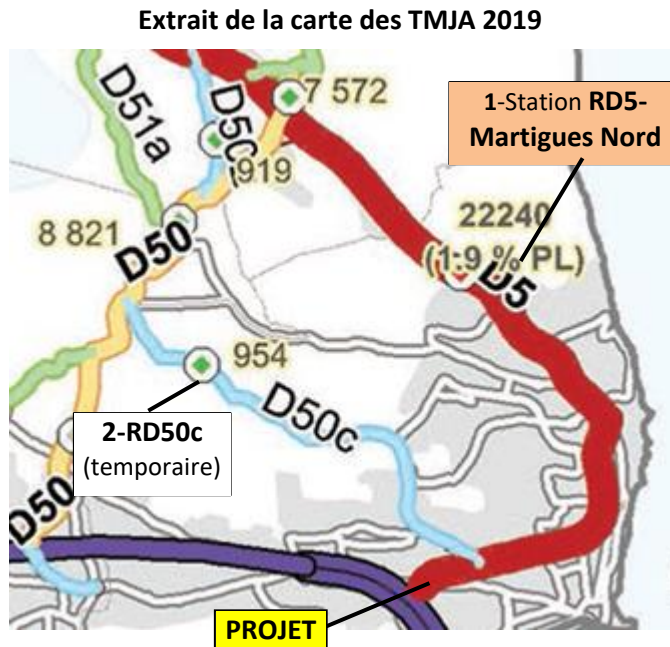 Extrait de la carte des TMJA 2019
1-Station RD5-
Martigues Nord
D51a
D50
7 572
919
22240
(1.9 % PL)
D5
8 821
D50
954
D50c
2-RD50c
(temporaire)
D50
PROJET